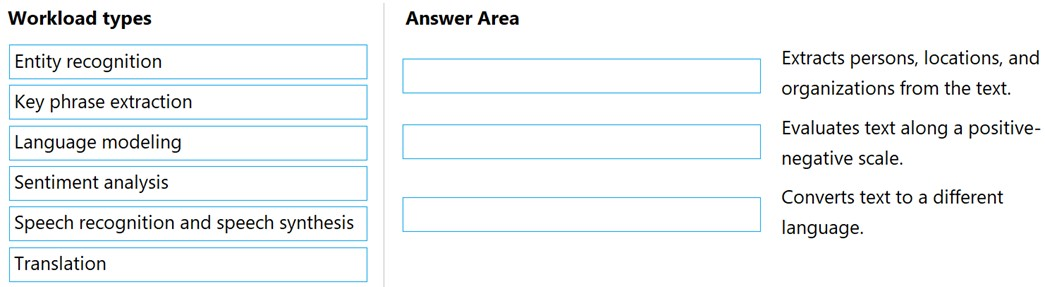 Workload types
Entity recognition
Key phrase extraction
Language modeling
Sentiment analysis
Speech recognition and speech synthesis
Translation
Answer Area
Extracts persons, locations, and
organizations from the text.
Evaluates text along a positive-
negative scale.
Converts text to a different
language.